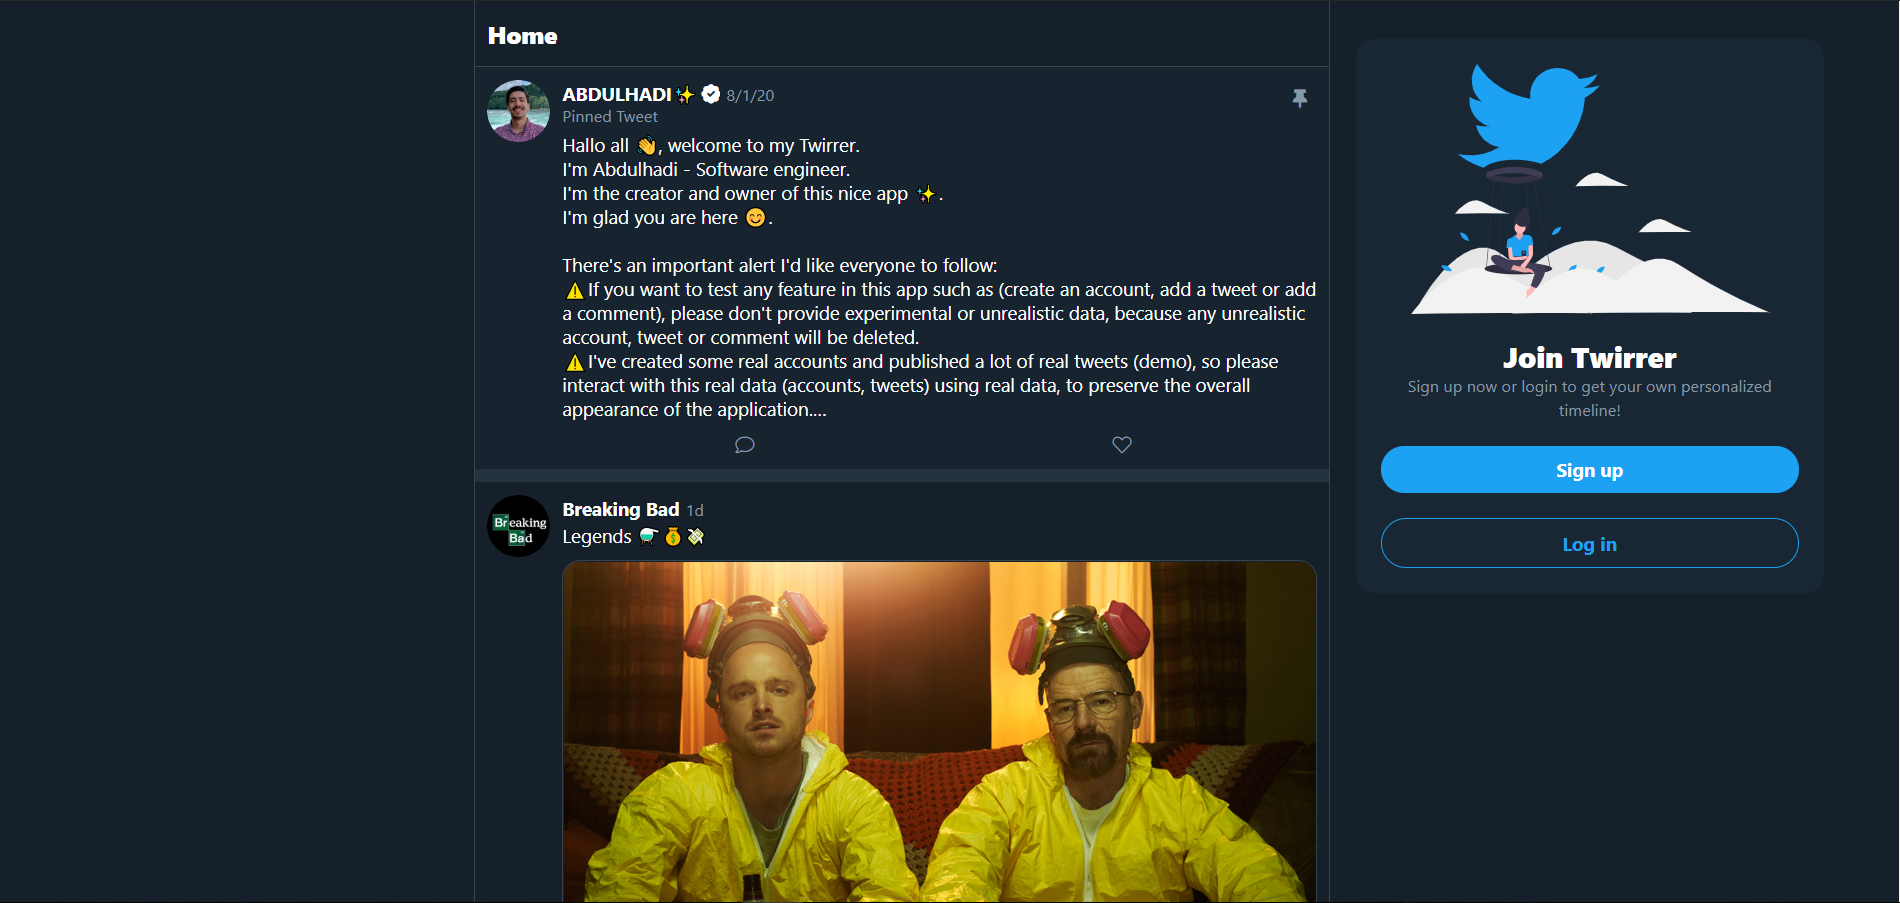 Home
ABDULHADI✨ 8/1/20
Pinned Tweet
Hallo all 👋, welcome to my Twirrer.
I'm Abdulhadi - Software engineer.
I'm the creator and owner of this nice app ✨.
I'm glad you are here 😊.
There's an important alert I'd like everyone to follow:
⚠️If you want to test any feature in this app such as (create an account, add a tweet or add
a comment), please don't provide experimental or unrealistic data, because any unrealistic
account, tweet or comment will be deleted.
⚠️I've created some real accounts and published a lot of real tweets (demo), so please
interact with this real data (accounts, tweets) using real data, to preserve the overall
appearance of the application....
Breaking
Bad
Breaking Bad 1d
Legends ⚗️💰💸
Join Twirrer
Sign up now or login to get your own personalized
timeline!
Sign up
Log in